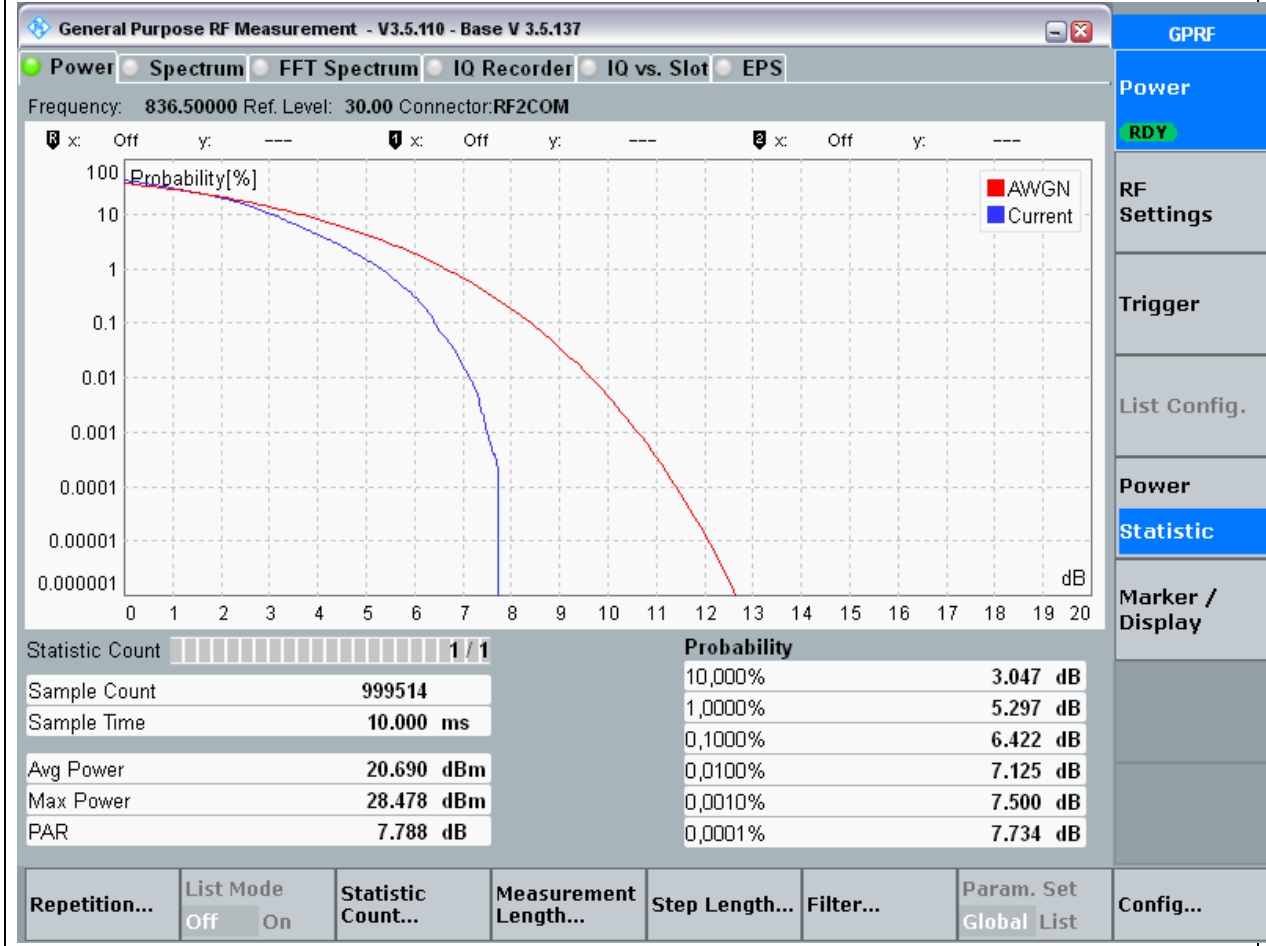 General Purpose RF Measurement - V3.5.110 - Base V 3.5.137
GPRF
Power Spectrum FFT Spectrum IQ Recorder IQ vs. Slot EPS
Frequency: 836.50000 Ref. Level: 30.00 Connector:RF2COM
R x: Off y: --- 1 x: Off y: --- 2 x: Off y: ---
Probability[%]
AWGN
Current
100
10
1
0.1
0.01
0.001
0.0001
0.00001
0.000001
dB
0 1 2 3 4 5 6 7 8 9 10 11 12 13 14 15 16 17 18 19 20
Statistic Count 1 / 1
Sample Count 999514
Sample Time 10.000 ms
Avg Power 20.690 dBm
Max Power 28.478 dBm
PAR 7.788 dB
Probability
10,000% 3.047 dB
1,0000% 5.297 dB
0,1000% 6.422 dB
0,0100% 7.125 dB
0,0010% 7.500 dB
0,0001% 7.734 dB
Power
RDY
RF
Settings
Trigger
List Config.
Power
Statistic
Marker /
Display
Repetition...
List Mode
Off On
Statistic
Count...
Measurement
Length...
Step Length...
Filter...
Param. Set
Global List
Config...